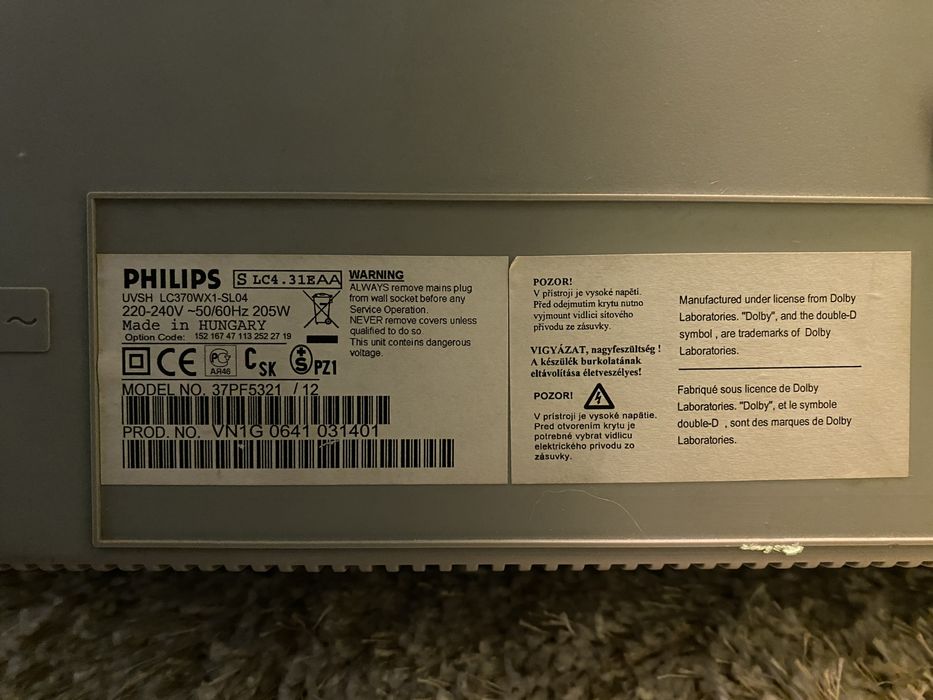 PHILIPS S LC4.31EAA
UVSH LC370WX1-SL04
220-240V ~50/60Hz 205W
Made in HUNGARY
Option Code: 152 167 47 113 252 27 19
CE PC АЯ46 CSK S PZ1
MODEL NO. 37PF5321 / 12
PROD. NO. VN1G 0641 031401
WARNING
ALWAYS remove mains plug
from wall socket before any
Service Operation.
NEVER remove covers unless
qualified to do so
This unit conteins dangerous
voltage.
POZOR!
V přístroji je vysoké napětí.
Před odejmutím krytu nutno
vyjmout vidlici síťového
přívodu ze zásuvky.
VIGYÁZAT, nagyfeszültség !
A készülék burkolatának
eltávolítása életveszélyes!
POZORI
V prístroji je vysoké napätie.
Pred otvorením krytu je
potrebné vybrat vidlicu
elektrického prívodu zo
zásuvky.
Manufactured under license from Dolby
Laboratories. "Dolby", and the double-D
symbol , are trademarks of Dolby
Laboratories.
Fabriqué sous licence de Dolby
Laboratories. "Dolby", et le symbole
double-D , sont des marques de Dolby
Laboratories.